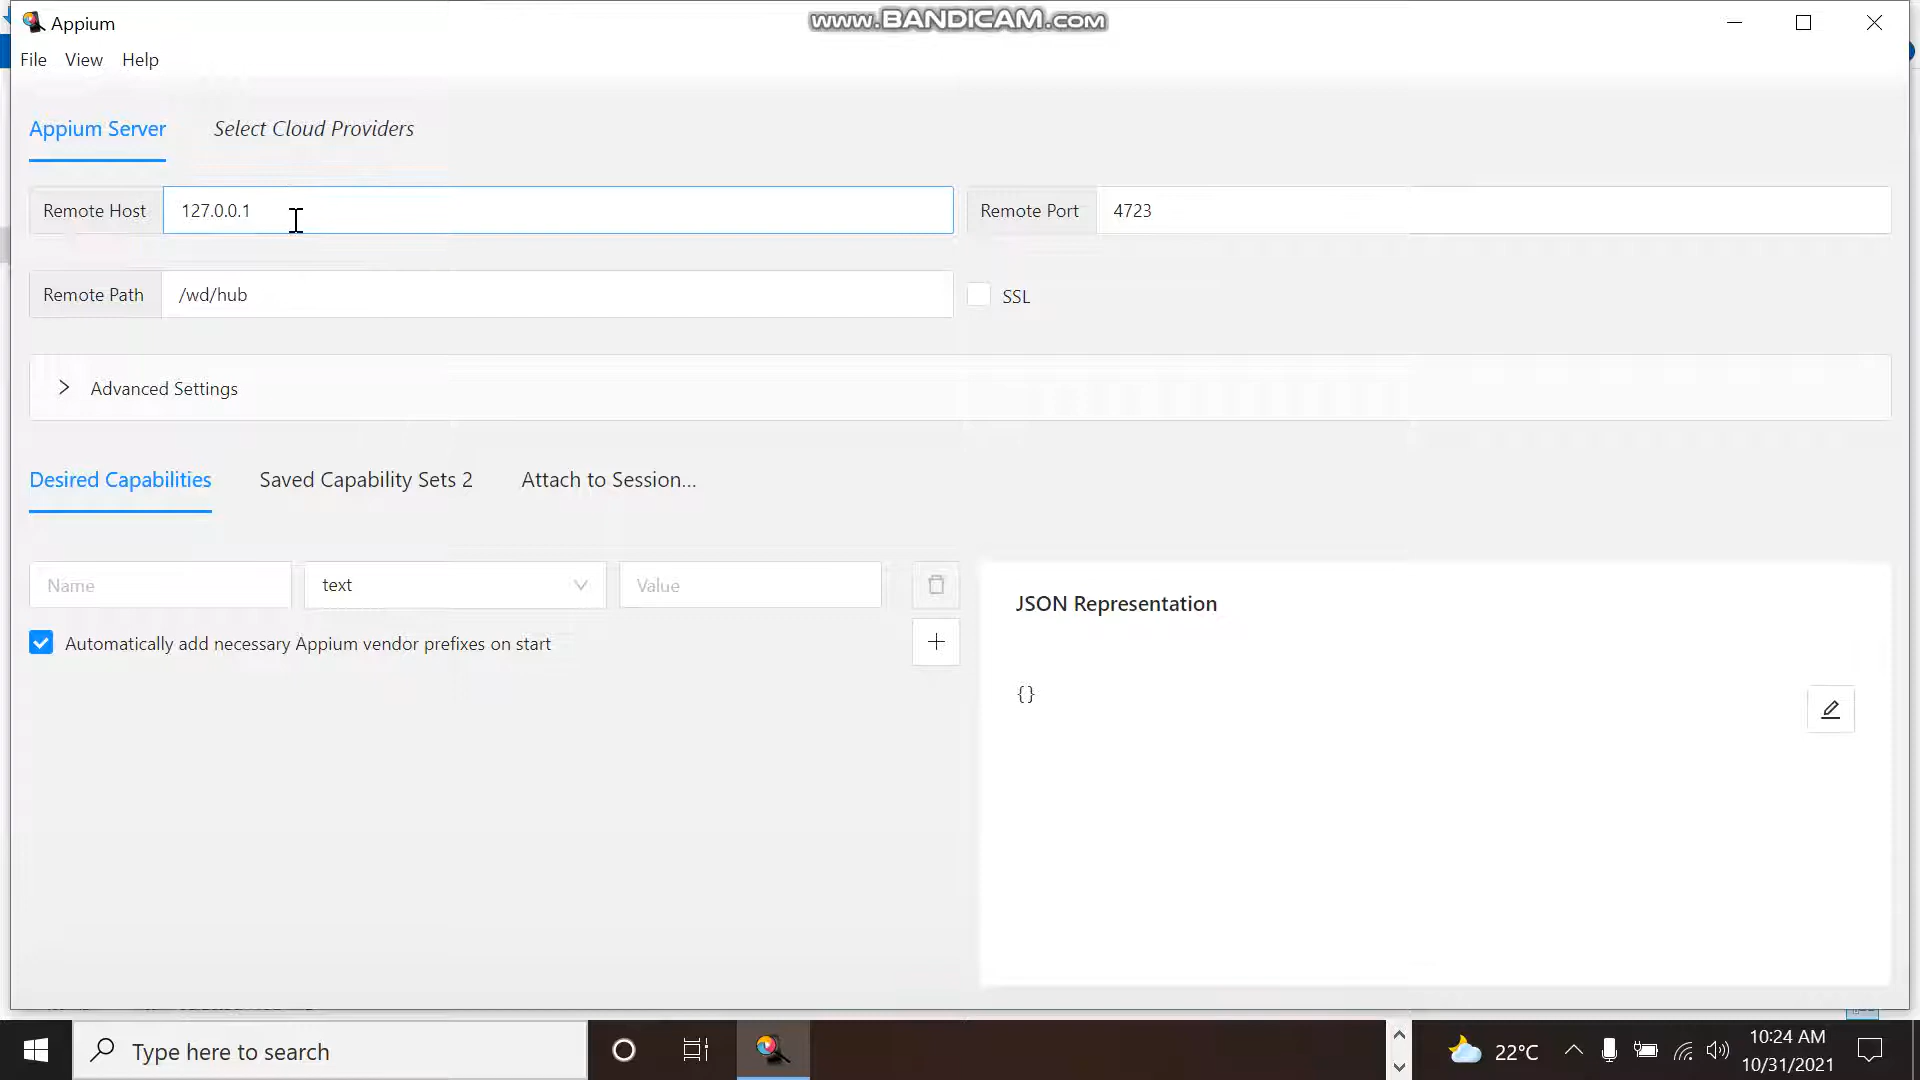 Appium
www.BANDICAM.com
File View Help
Appium Server Select Cloud Providers
Remote Host 127.0.0.1 Remote Port 4723
Remote Path /wd/hub SSL
Advanced Settings
Desired Capabilities Saved Capability Sets 2 Attach to Session...
Name text Value
JSON Representation
Automatically add necessary Appium vendor prefixes on start
{}
Type here to search
22°C
10:24 AM
10/31/2021